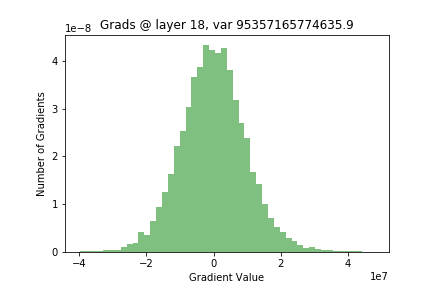 Grads @ layer 18, var 95357165774635.9
1e−8
4
3
2
1
0
Number of Gradients
−4
−2
0
2
4
Gradient Value
1e7